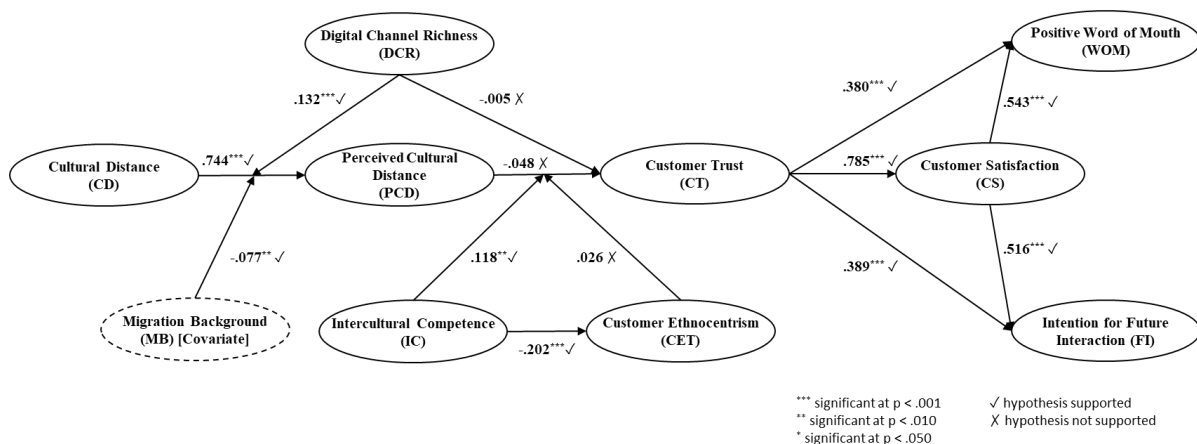 Digital Channel Richness
(DCR)
Positive Word of Mouth
(WOM)
.132***✓
-.005 ✗
.380***✓
.543*** ✓
Cultural Distance
(CD)
.744***✓
Perceived Cultural
Distance
(PCD)
-.048 ✗
Customer Trust
(CT)
.785***✓
Customer Satisfaction
(CS)
-.077** ✓
.118**✓
.026 ✗
.389*** ✓
.516*** ✓
Migration Background
(MB) [Covariate]
Intercultural Competence
(IC)
-.202***✓
Customer Ethnocentrism
(CET)
Intention for Future
Interaction (FI)
*** significant at p < .001
** significant at p < .010
* significant at p < .050
✓ hypothesis supported
✗ hypothesis not supported